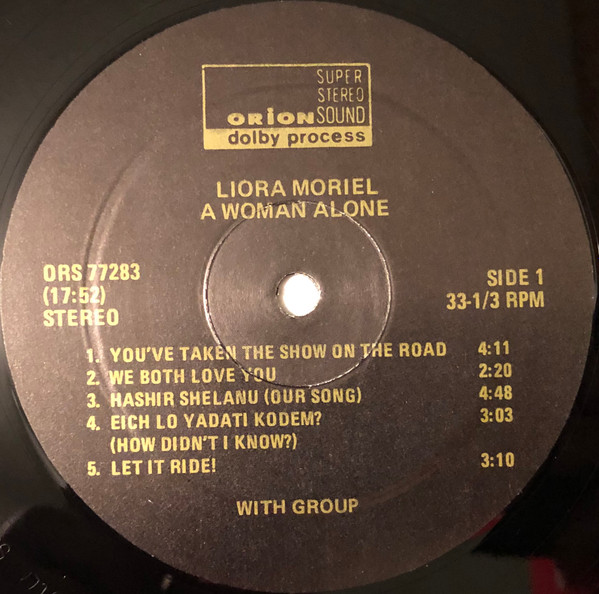 SUPER
STEREO
ORION SOUND
dolby process
LIORA MORIEL
A WOMAN ALONE
ORS 77283
(17:52)
STEREO
SIDE 1
33-1/3 RPM
1. YOU'VE TAKEN THE SHOW ON THE ROAD 4:11
2. WE BOTH LOVE YOU 2:20
3. HASHIR SHELANU (OUR SONG) 4:48
4. EICH LO YADATI KODEM? 3:03
(HOW DIDN'T I KNOW?)
5. LET IT RIDE! 3:10
WITH GROUP